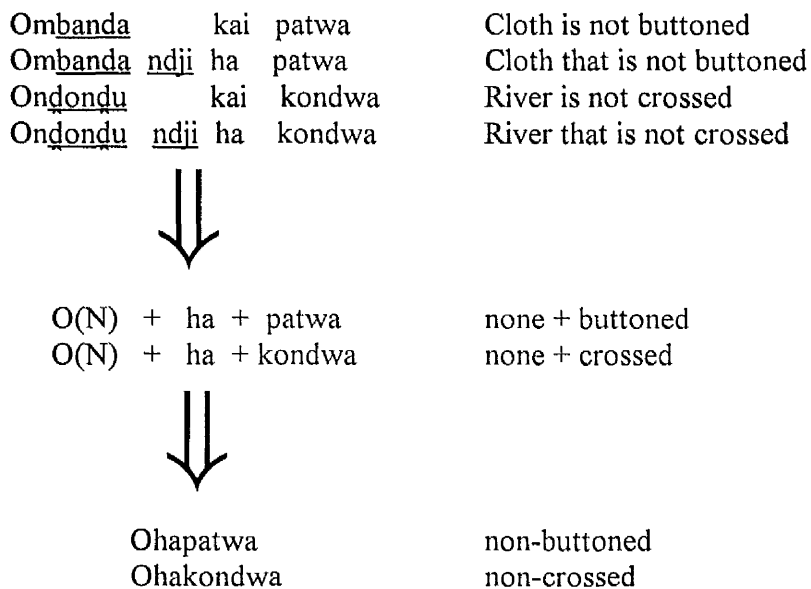 Ombanda kai patwa Cloth is not buttoned
Ombanda ndji ha patwa Cloth that is not buttoned
Onḓonḓu kai kondwa River is not crossed
Onḓonḓu ndji ha kondwa River that is not crossed
O(N) + ha + patwa none + buttoned
O(N) + ha + kondwa none + crossed
Ohapatwa non-buttoned
Ohakondwa non-crossed